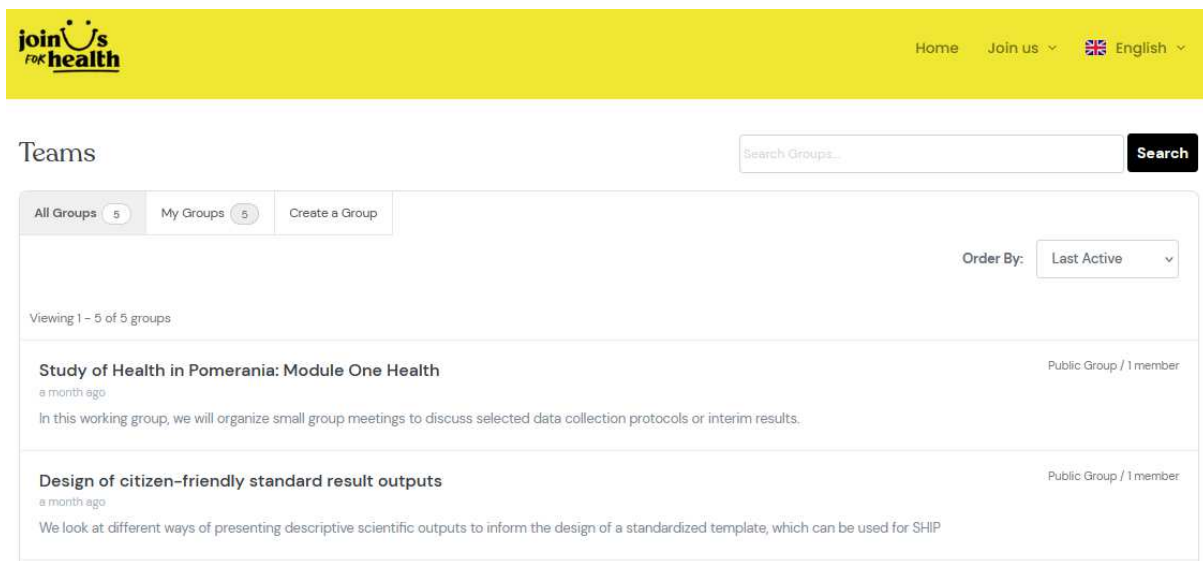 join Us
FOR health
Home Join us English
Teams
Search Groups...
Search
All Groups 5 My Groups 5 Create a Group
Order By: Last Active
Viewing 1 - 5 of 5 groups
Study of Health in Pomerania: Module One Health
Public Group / 1 member
a month ago
In this working group, we will organize small group meetings to discuss selected data collection protocols or interim results.
Design of citizen-friendly standard result outputs
Public Group / 1 member
a month ago
We look at different ways of presenting descriptive scientific outputs to inform the design of a standardized template, which can be used for SHIP